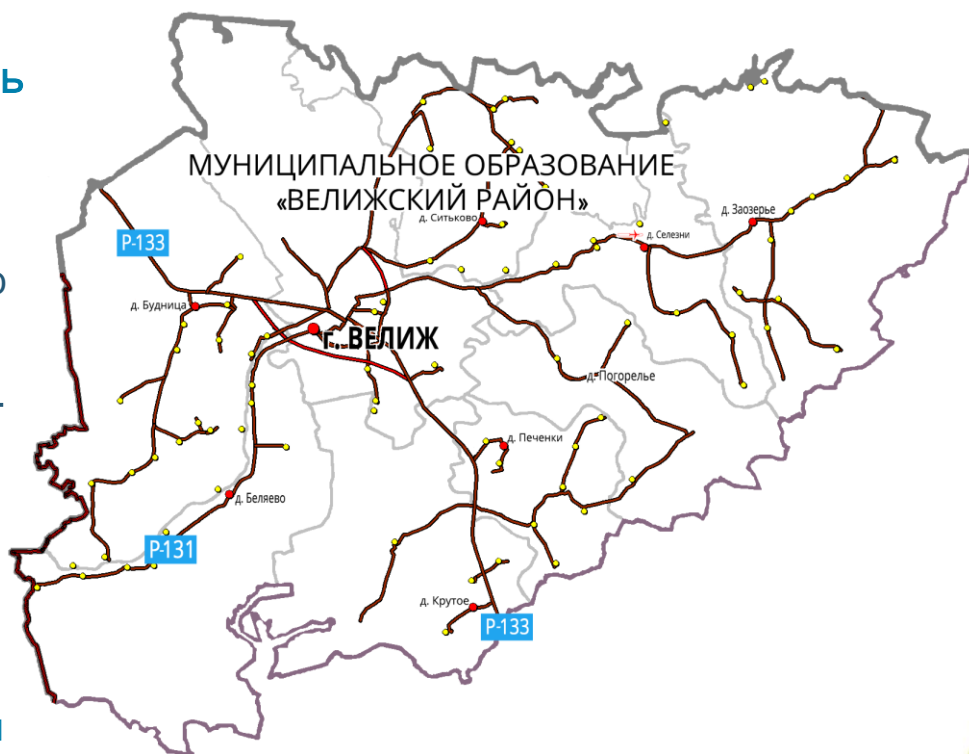 ь
МУНИЦИПАЛЬНОЕ ОБРАЗОВАНИЕ
«ВЕЛИЖСКИЙ РАЙОН»
д. Ситьково
д. Заозерье
д. Селезни
Р-133
о
д. Будница
г. ВЕЛИЖ
д. Погорелье
д. Печенки
д. Беляево
Р-131
д. Крутое
Р-133